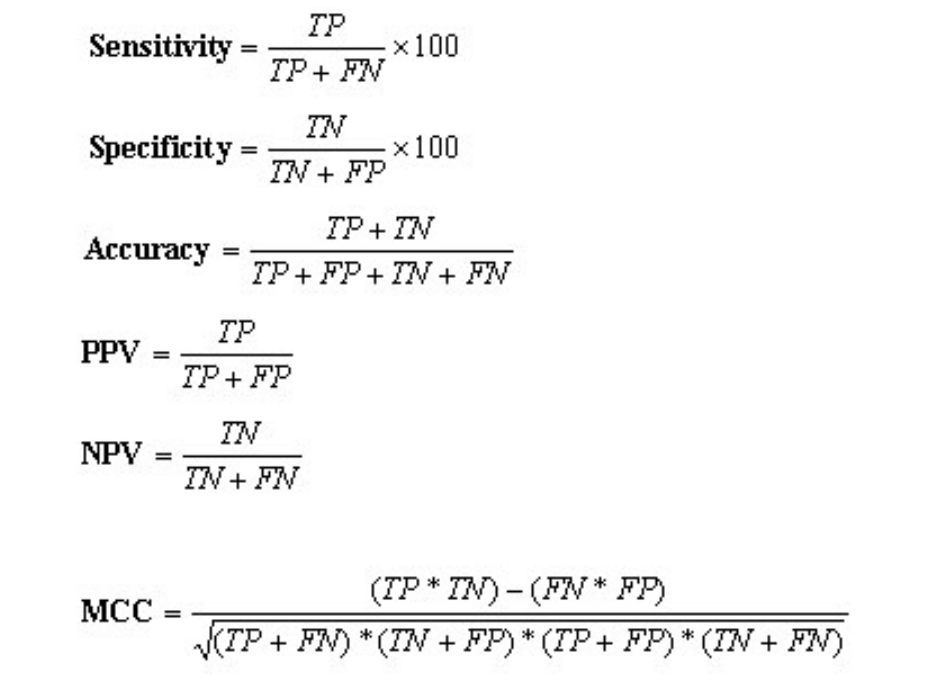 Sensitivity = TP / TP + FN × 100
Specificity = TN / TN + FP × 100
Accuracy = TP + TN / TP + FP + TN + FN
PPV = TP / TP + FP
NPV = TN / TN + FN
MCC = (TP * TN) – (FN * FP) / √(TP + FN) * (TN + FP) * (TP + FP) * (TN + FN)